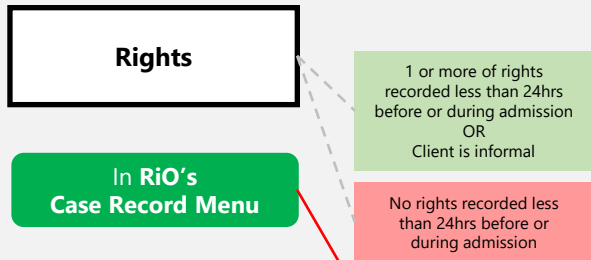 Rights
1 or more of rights
recorded less than 24hrs
before or during admission
OR
Client is informal
In RiO's
Case Record Menu
No rights recorded less
than 24hrs before or
during admission